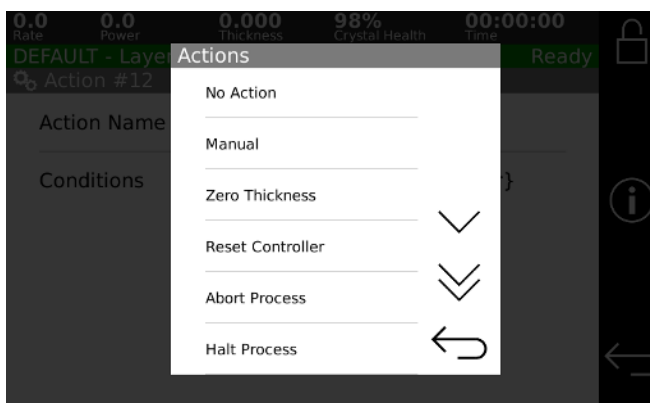 0.0 0.0 0.000 98% 00:00:00
Rate Power Thickness Crystal Health Time
DEFAULT - Layer Ready
Action #12
Actions
No Action
Action Name
Manual
Conditions }
Zero Thickness
Reset Controller
Abort Process
Halt Process